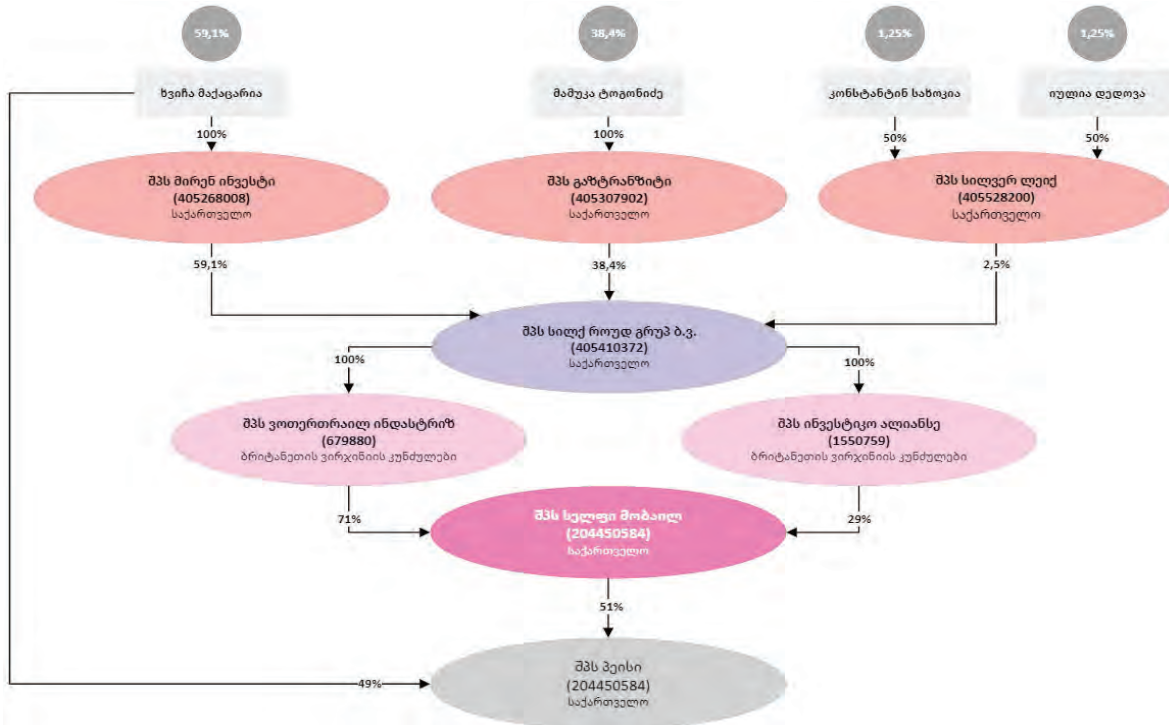 59,1%
38,4%
1,25%
1,25%
ხვიჩა მაქაცარია
მამუკა ტოგონიძე
კონსტანტინ სახოკია
იულია დედოვა
100%
100%
50%
50%
შპს მირენ ინვესტი
(405268008)
საქართველო
შპს გაზტრანზიტი
(405307902)
საქართველო
შპს სილვერ ლეიქ
(405528200)
საქართველო
59,1%
38,4%
2,5%
შპს სილქ როუდ გრუპ ბ.ვ.
(405410372)
საქართველო
100%
100%
შპს ვოთერთრაილ ინდასტრიზ
(679880)
ბრიტანეთის ვირჯინიის კუნძულები
შპს ინვესტიკო ალიანსე
(1550759)
ბრიტანეთის ვირჯინიის კუნძულები
71%
29%
შპს სელფი მობაილ
(204450584)
საქართველო
51%
შპს პეისი
(204450584)
საქართველო
49%